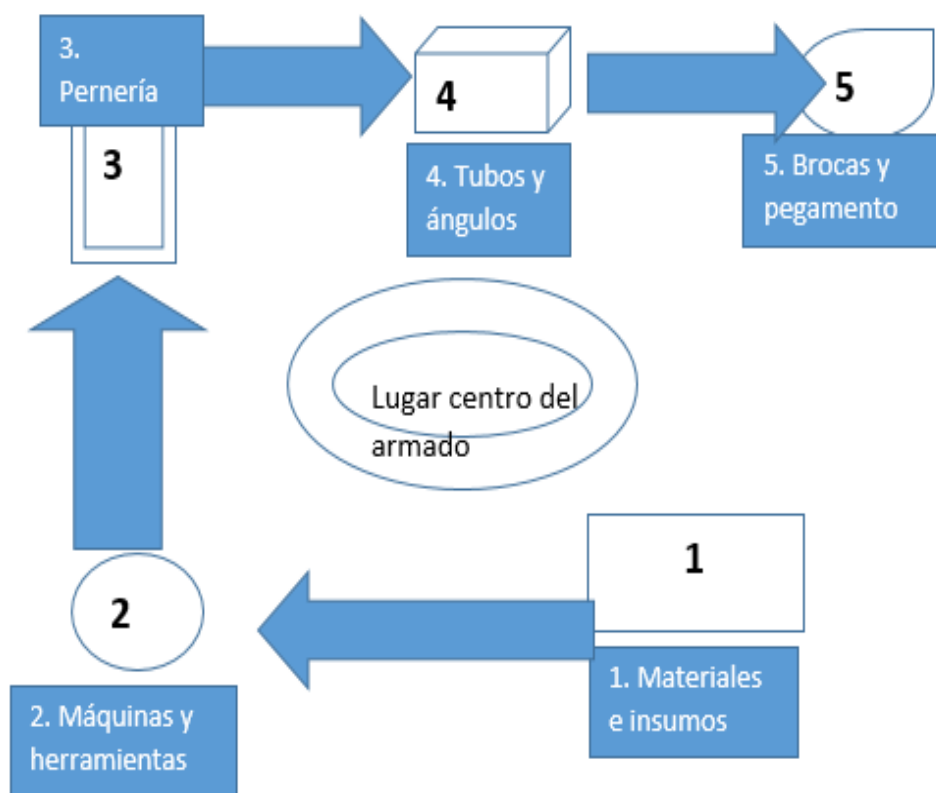 3.
Pernería
3
4
4. Tubos y
ángulos
5
5. Brocas y
pegamento
Lugar centro del
armado
2
2. Máquinas y
herramientas
1
1. Materiales
e insumos